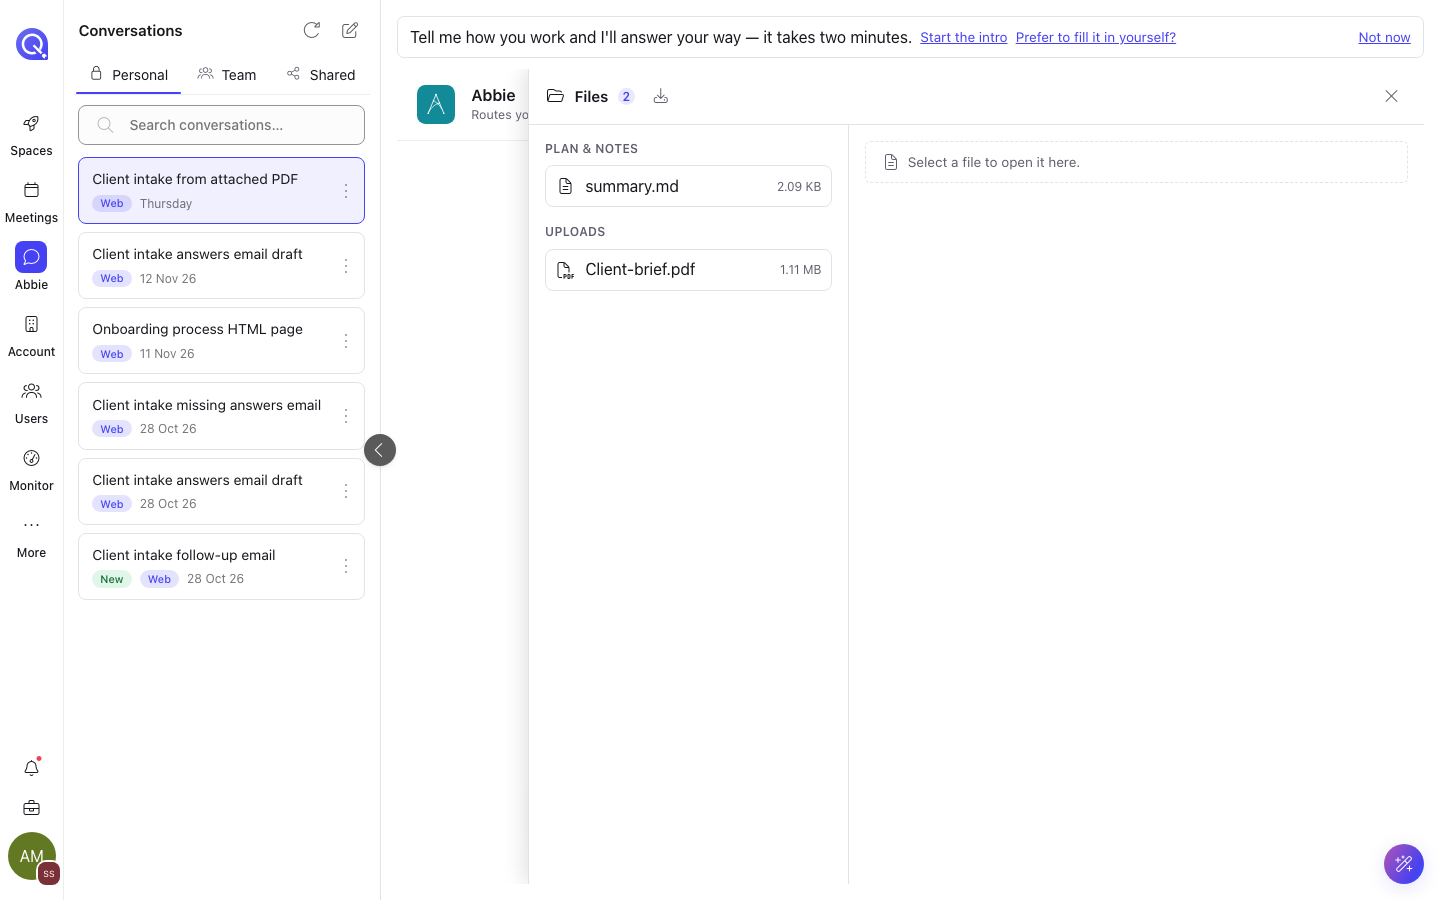 Spaces
Meetings
Abbie
Account
Users
Monitor
More
AM
SS
Conversations
Personal
Team
Shared
Search conversations...
Client intake from attached PDF
Web Thursday
Client intake answers email draft
Web 12 Nov 26
Onboarding process HTML page
Web 11 Nov 26
Client intake missing answers email
Web 28 Oct 26
Client intake answers email draft
Web 28 Oct 26
Client intake follow-up email
New Web 28 Oct 26
Tell me how you work and I'll answer your way — it takes two minutes. Start the intro Prefer to fill it in yourself? Not now
Abbie
Routes yo
Files 2
PLAN & NOTES
summary.md 2.09 KB
UPLOADS
PDF Client-brief.pdf 1.11 MB
Select a file to open it here.